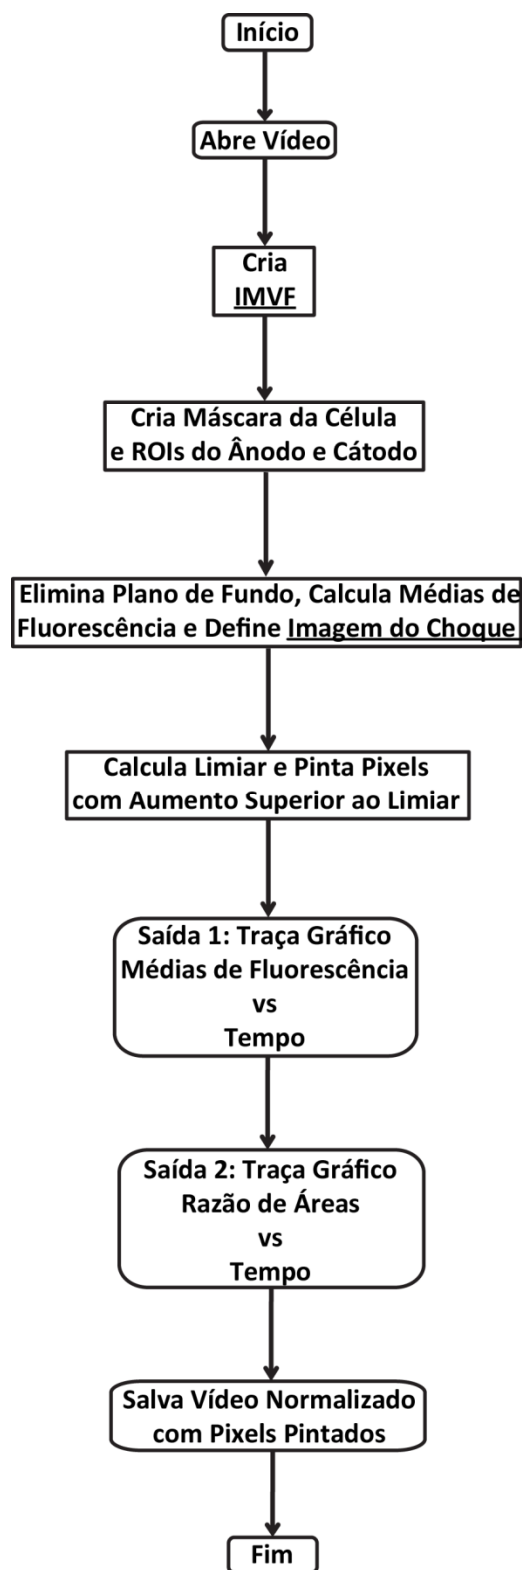 Início
Abre Vídeo
Cria
IMVF
Cria Máscara da Célula
e ROIs do Ânodo e Cátodo
Elimina Plano de Fundo, Calcula Médias de
Fluorescência e Define Imagem do Choque
Calcula Limiar e Pinta Pixels
com Aumento Superior ao Limiar
Saída 1: Traça Gráfico
Médias de Fluorescência
vs
Tempo
Saída 2: Traça Gráfico
Razão de Áreas
vs
Tempo
Salva Vídeo Normalizado
com Pixels Pintados
Fim